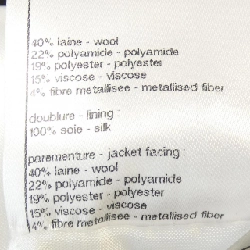 40% laine - wool
22% polyamide - polyamide
19% polyester - polyester
15% viscose - viscose
4% fibre metallisee - metallised fiber
doublure - lining :
100% soie - silk
parementure - jacket facing :
40% laine - wool
22% polyamide - polyamide
19% polyester - polyester
15% viscose - viscose
4% fibre metallisee - metallised fiber